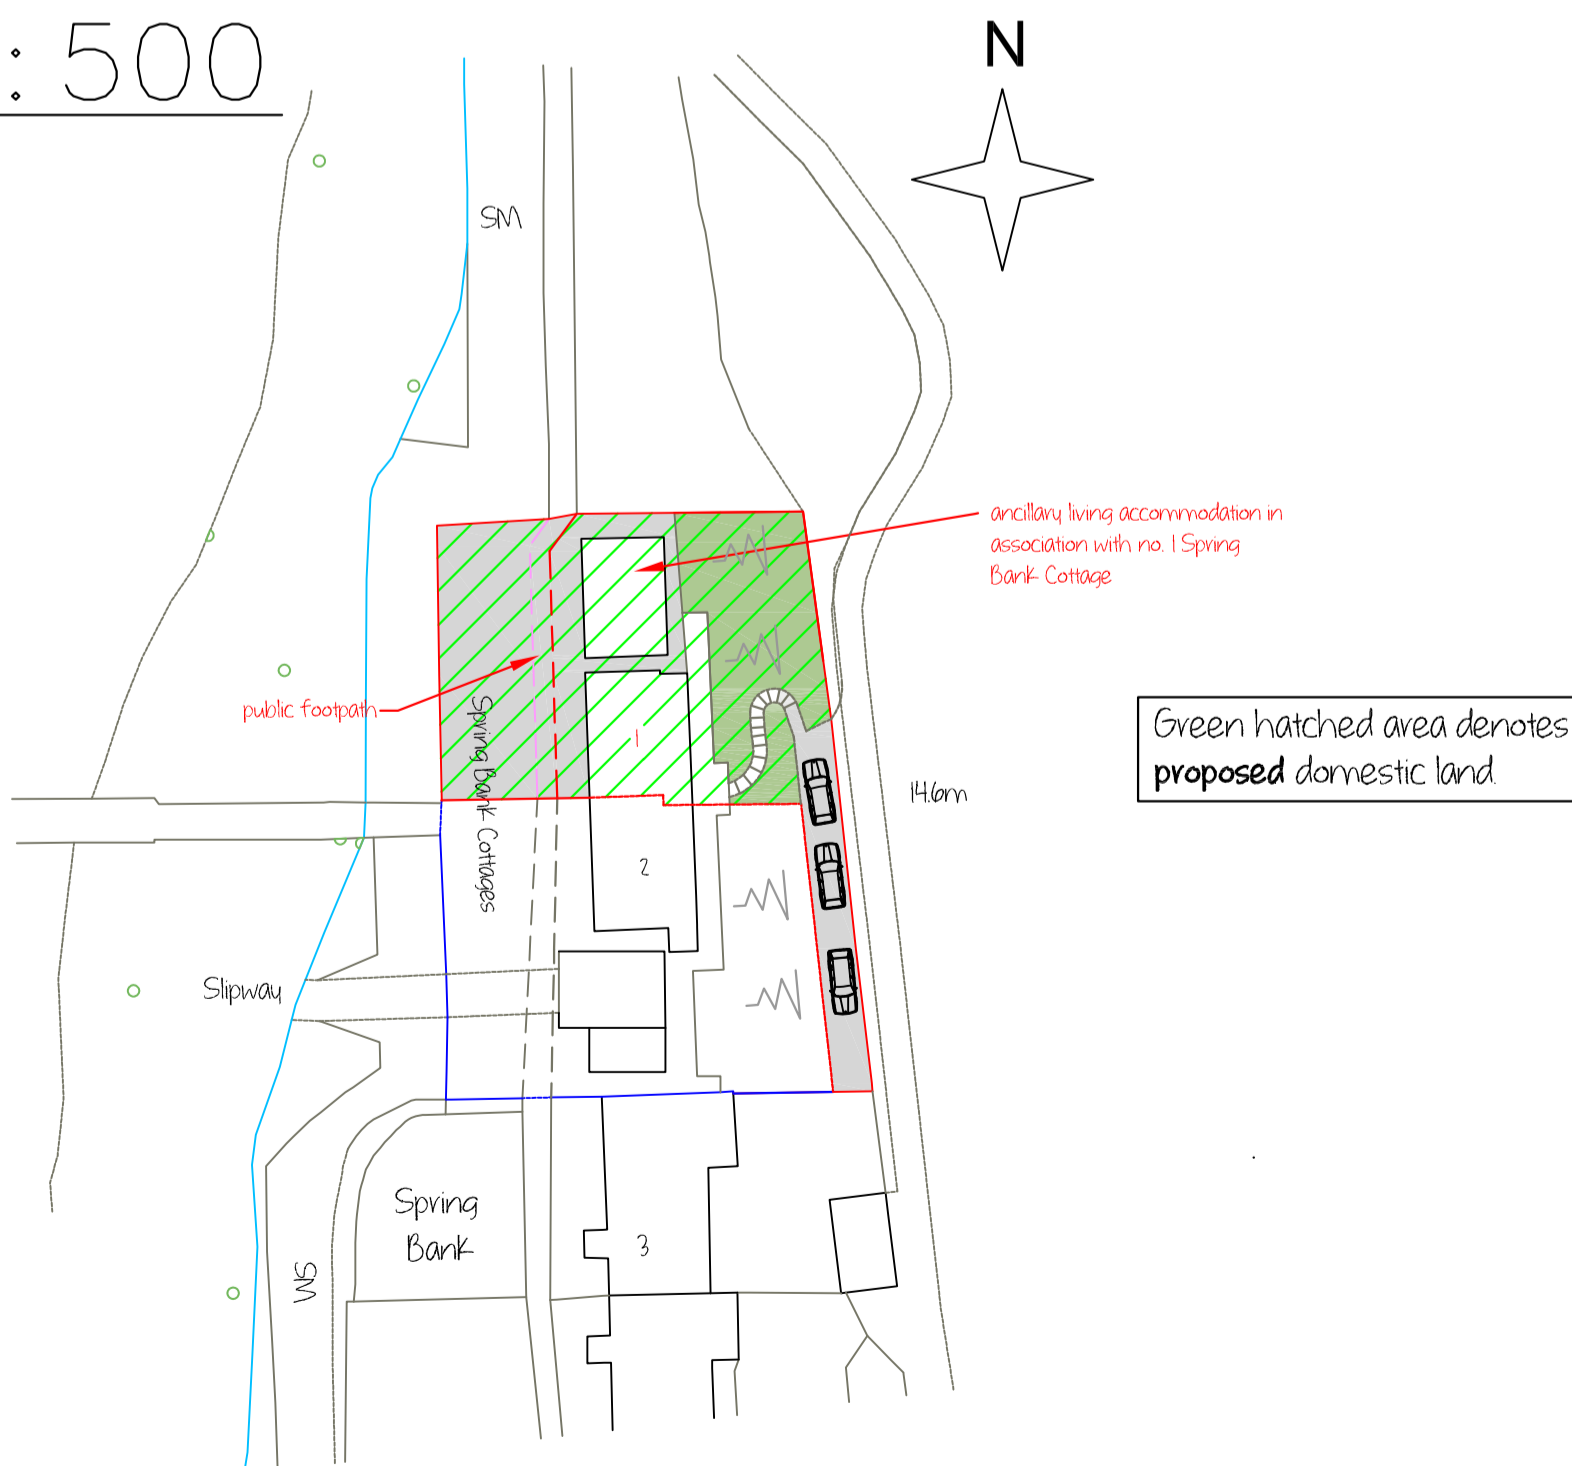 : 500
N
SM
ancillary living accommodation in
association with no. 1 Spring
Bank Cottage
public footpath
Spring Bank Cottages
1
Green hatched area denotes
proposed domestic land.
14.6m
2
Slipway
Spring
Bank
3
SM